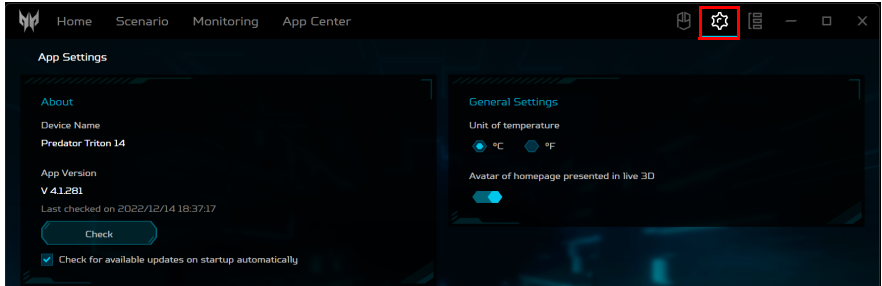 Home Scenario Monitoring App Center
App Settings
About
Device Name
Predator Triton 14
App Version
V 4.1.281
Last checked on 2022/12/14 18:37:17
Check
Check for available updates on startup automatically
General Settings
Unit of temperature
°C °F
Avatar of homepage presented in live 3D